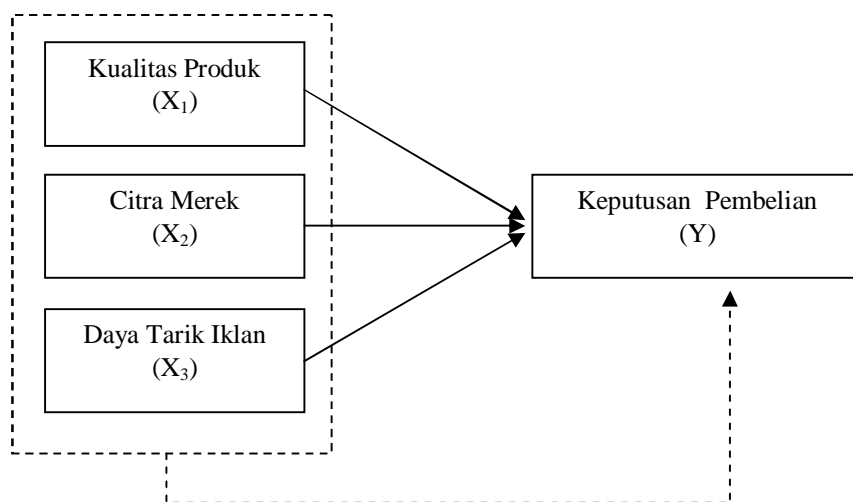 Kualitas Produk
(X₁)
Citra Merek
(X₂)
Daya Tarik Iklan
(X₃)
Keputusan Pembelian
(Y)